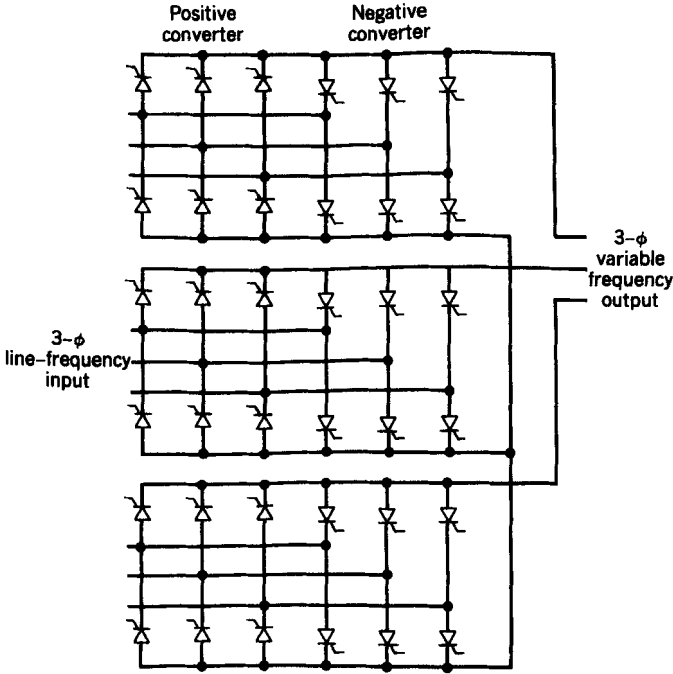 Positive
converter
Negative
converter
3-ϕ
variable
frequency
output
3-ϕ
line-frequency
input